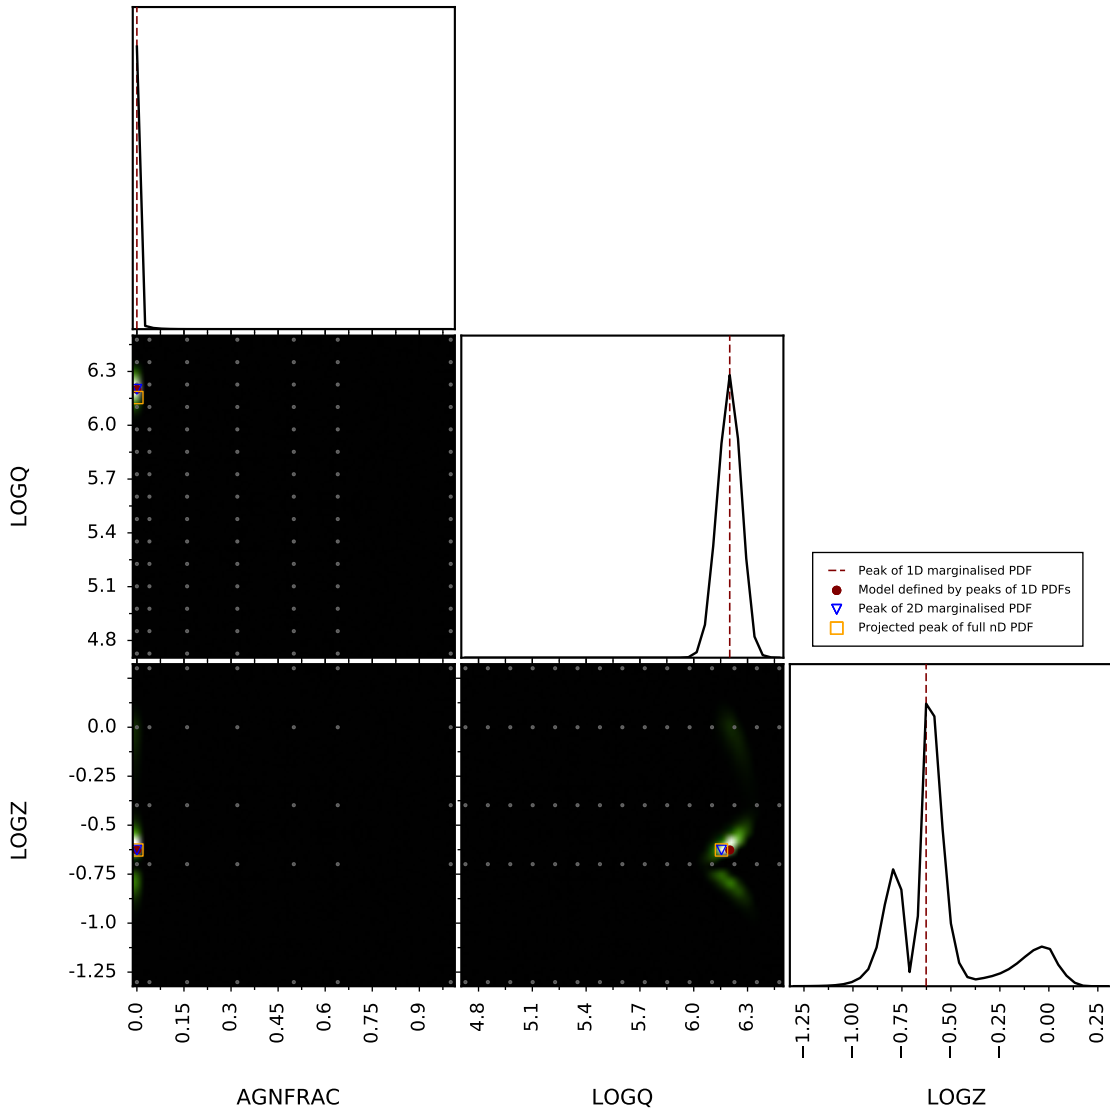 6.3
6.0
5.7
5.4
5.1
4.8
LOGQ
Peak of 1D marginalised PDF
Model defined by peaks of 1D PDFs
Peak of 2D marginalised PDF
Projected peak of full nD PDF
0.0
-0.25
-0.5
-0.75
-1.0
-1.25
LOGZ
0.0 0.15 0.3 0.45 0.6 0.75 0.9
4.8 5.1 5.4 5.7 6.0 6.3
−1.25 −1.00 −0.75 −0.50 −0.25 0.00 0.25
AGNFRAC LOGQ LOGZ